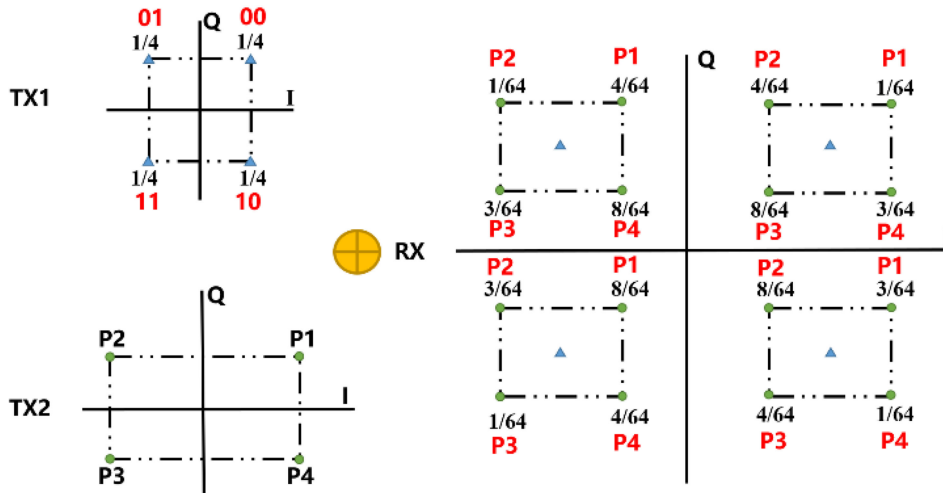 01 Q 00
1/4 1/4
TX1 I
1/4 1/4
11 10
Q
P2 P1
TX2 I
P3 P4
RX
Q
P2 P1 P2 P1
1/64 4/64 4/64 1/64
3/64 8/64 8/64 3/64
P3 P4 P3 P4
P2 P1 P2 P1
3/64 8/64 8/64 3/64
1/64 4/64 4/64 1/64
P3 P4 P3 P4